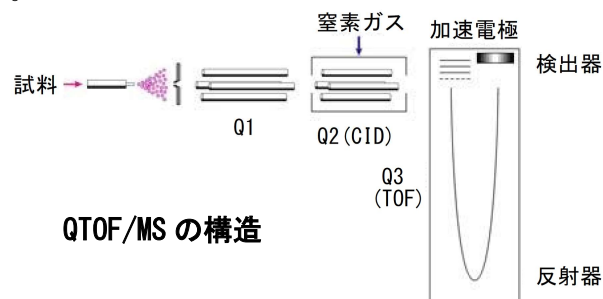 窒素ガス
加速電極
試料
検出器
Q1
Q2(CID)
Q3
(TOF)
QTOF/MS の構造
反射器